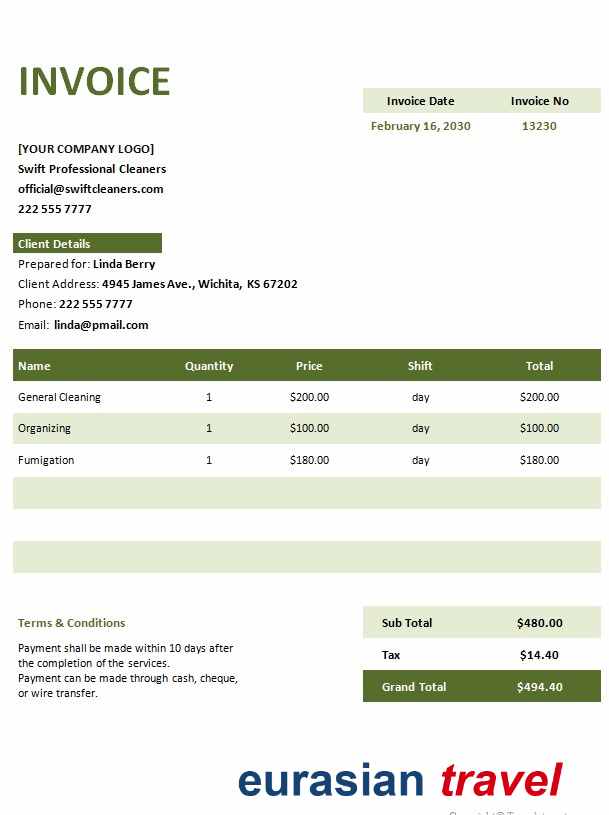 INVOICE
Invoice Date Invoice No
February 16, 2030 13230
[YOUR COMPANY LOGO]
Swift Professional Cleaners
official@swiftcleaners.com
222 555 7777
Client Details
Prepared for: Linda Berry
Client Address: 4945 James Ave., Wichita, KS 67202
Phone: 222 555 7777
Email: linda@pmail.com
Name Quantity Price Shift Total
General Cleaning 1 $200.00 day $200.00
Organizing 1 $100.00 day $100.00
Fumigation 1 $180.00 day $180.00
Terms & Conditions
Sub Total $480.00
Payment shall be made within 10 days after
the completion of the services.
Payment can be made through cash, cheque,
or wire transfer.
Tax $14.40
Grand Total $494.40
eurasian travel